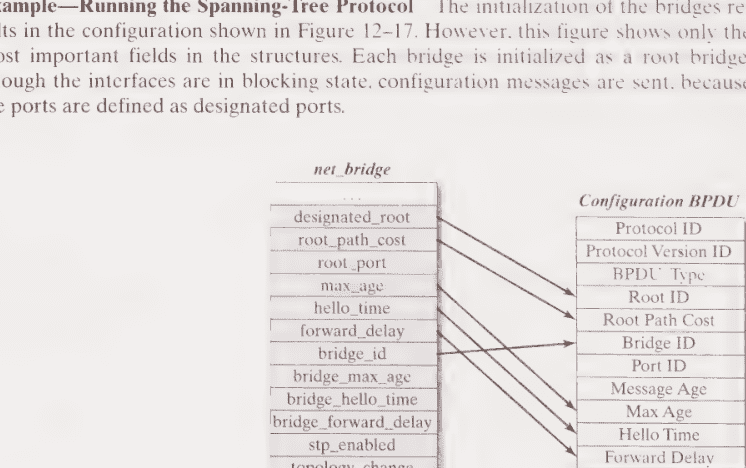 ample—Running the Spanning-Tree Protocol The initialization of the bridges re
lts in the configuration shown in Figure 12–17. However, this figure shows only the
ost important fields in the structures. Each bridge is initialized as a root bridge
ough the interfaces are in blocking state, configuration messages are sent, because
e ports are defined as designated ports.
net_bridge
...
designated_root
root_path_cost
root_port
max_age
hello_time
forward_delay
bridge_id
bridge_max_age
bridge_hello_time
bridge_forward_delay
stp_enabled
topology_change
Configuration BPDU
Protocol ID
Protocol Version ID
BPDU Type
Root ID
Root Path Cost
Bridge ID
Port ID
Message Age
Max Age
Hello Time
Forward Delay